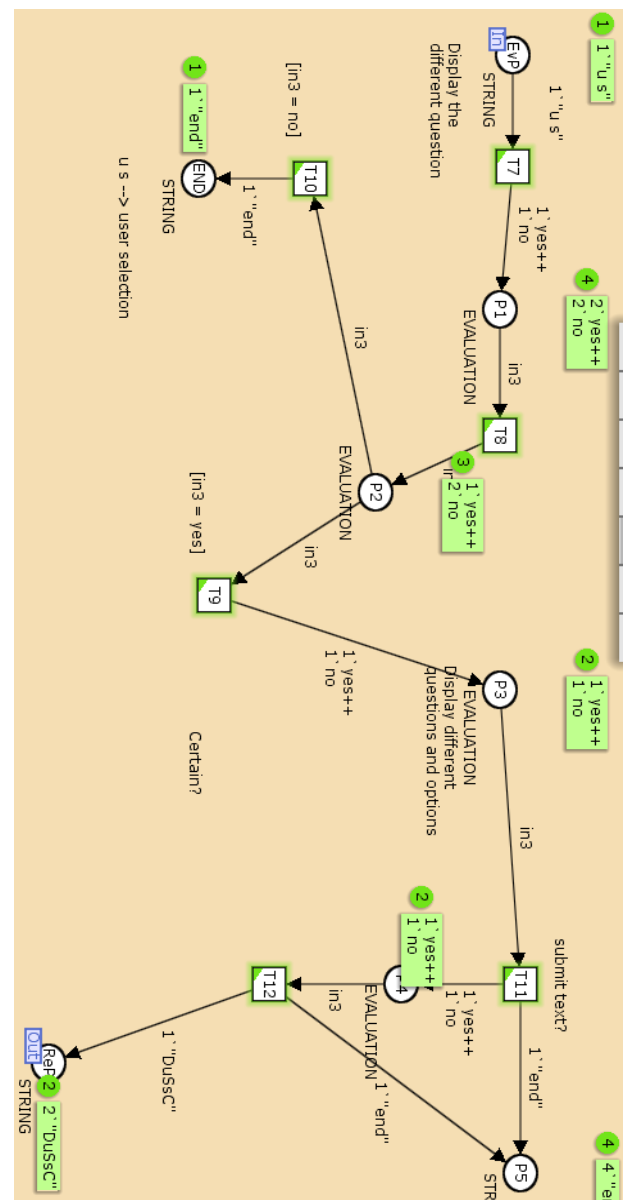 1
1`"u s"
4
4`"e
4
2`yes++
2`no
2
1`yes++
1`no
1`"u s"
submit text?
1`yes++
1`no
in3
in3
1`"end"
EvP
In
T7
P1
T8
P3
T11
P5
STRING
EVALUATION
EVALUATION
STR
Display the
different question
3
1`yes++
2`no
Display different
questions and options
1`yes++
1`no
2
1`yes++
1`no
in3
P2
EVALUATION
EVALUATION
1`"end"
in3
1`yes++
1`no
in3
T10
[in3 = no]
1`"end"
T12
T9
[in3 = yes]
Certain?
1
1`"end"
END
STRING
1`"DuSsC"
u s --> user selection
Out
2
2`"DuSsC"
STRING